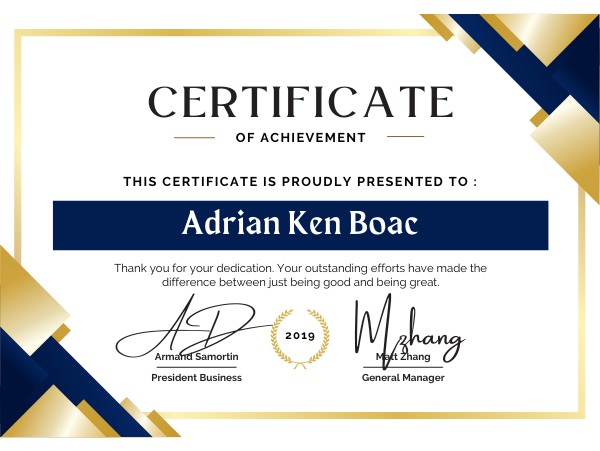 CERTIFICATE
OF ACHIEVEMENT
THIS CERTIFICATE IS PROUDLY PRESENTED TO :
Adrian Ken Boac
Thank you for your dedication. Your outstanding efforts have made the
difference between just being good and being great.
AD
Mzhang
2019
Armand Samortin
Matt Zhang
President Business
General Manager